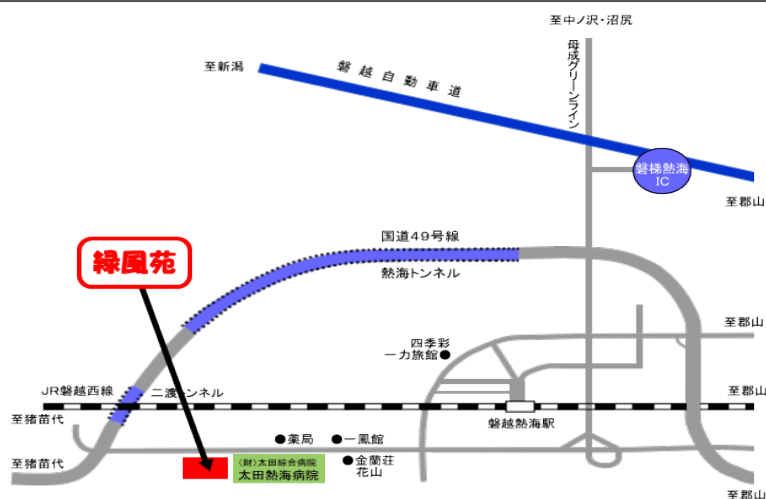 至中ノ沢・沼尻
母成グリーンライン
至新潟
磐越自動車道
磐梯熱海
IC
至郡山
国道49号線
緑風苑
熱海トンネル
至郡山
四季彩
一力旅館
JR磐越西線
二渡トンネル
至郡山
至猪苗代
磐越熱海駅
薬局
一風館
至猪苗代
(財)太田綜合病院
太田熱海病院
金蘭荘
花山
至郡山